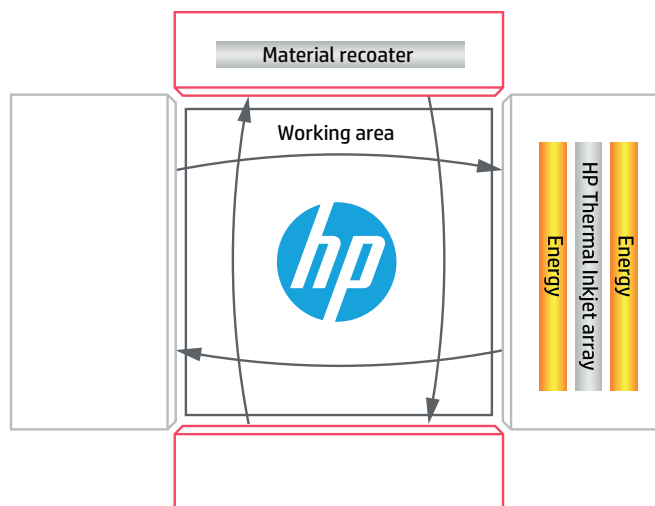 Material recoater
Working area
hp
Energy
HP Thermal Inkjet array
Energy